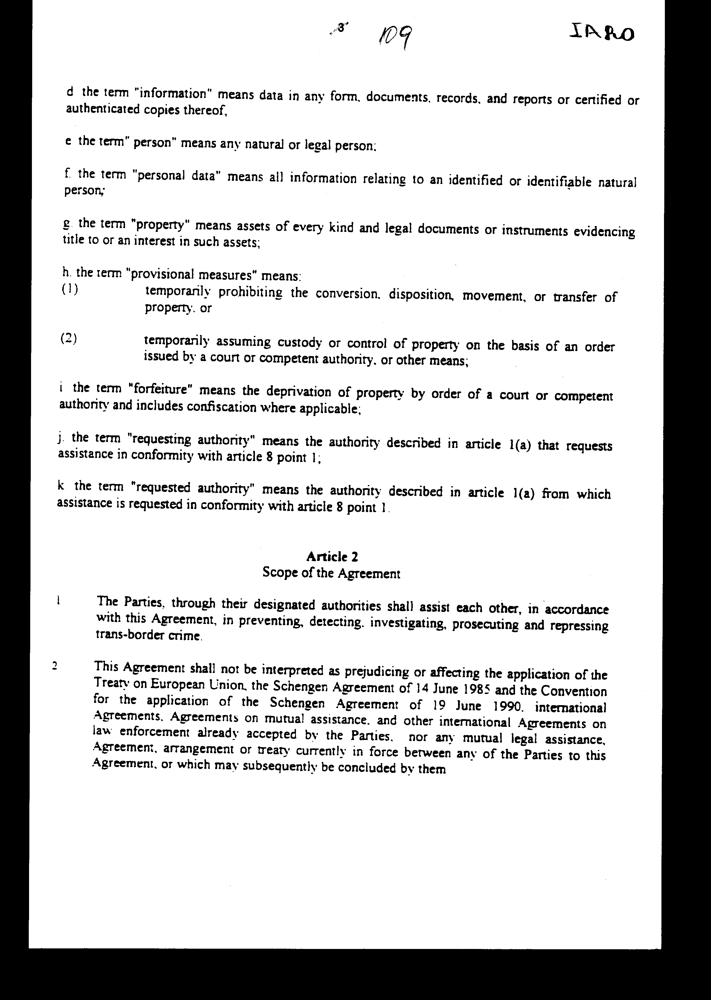 3 109 IARO
d the term "information" means data in any form, documents, records, and reports or certified or
authenticated copies thereof,
e the term" person" means any natural or legal person;
f. the term "personal data" means all information relating to an identified or identifiable natural
person;
g. the term "property" means assets of every kind and legal documents or instruments evidencing
title to or an interest in such assets;
h. the term "provisional measures" means:
(1) temporarily prohibiting the conversion, disposition, movement, or transfer of
property, or
(2) temporarily assuming custody or control of property on the basis of an order
issued by a court or competent authority, or other means;
i the term "forfeiture" means the deprivation of property by order of a court or competent
authority and includes confiscation where applicable;
j. the term "requesting authority" means the authority described in article 1(a) that requests
assistance in conformity with article 8 point 1;
k the term "requested authority" means the authority described in article 1(a) from which
assistance is requested in conformity with article 8 point 1.
Article 2
Scope of the Agreement
1 The Parties, through their designated authorities shall assist each other, in accordance
with this Agreement, in preventing, detecting, investigating, prosecuting and repressing
trans-border crime.
2 This Agreement shall not be interpreted as prejudicing or affecting the application of the
Treaty on European Union, the Schengen Agreement of 14 June 1985 and the Convention
for the application of the Schengen Agreement of 19 June 1990, international
Agreements, Agreements on mutual assistance, and other international Agreements on
law enforcement already accepted by the Parties, nor any mutual legal assistance,
Agreement, arrangement or treaty currently in force between any of the Parties to this
Agreement, or which may subsequently be concluded by them